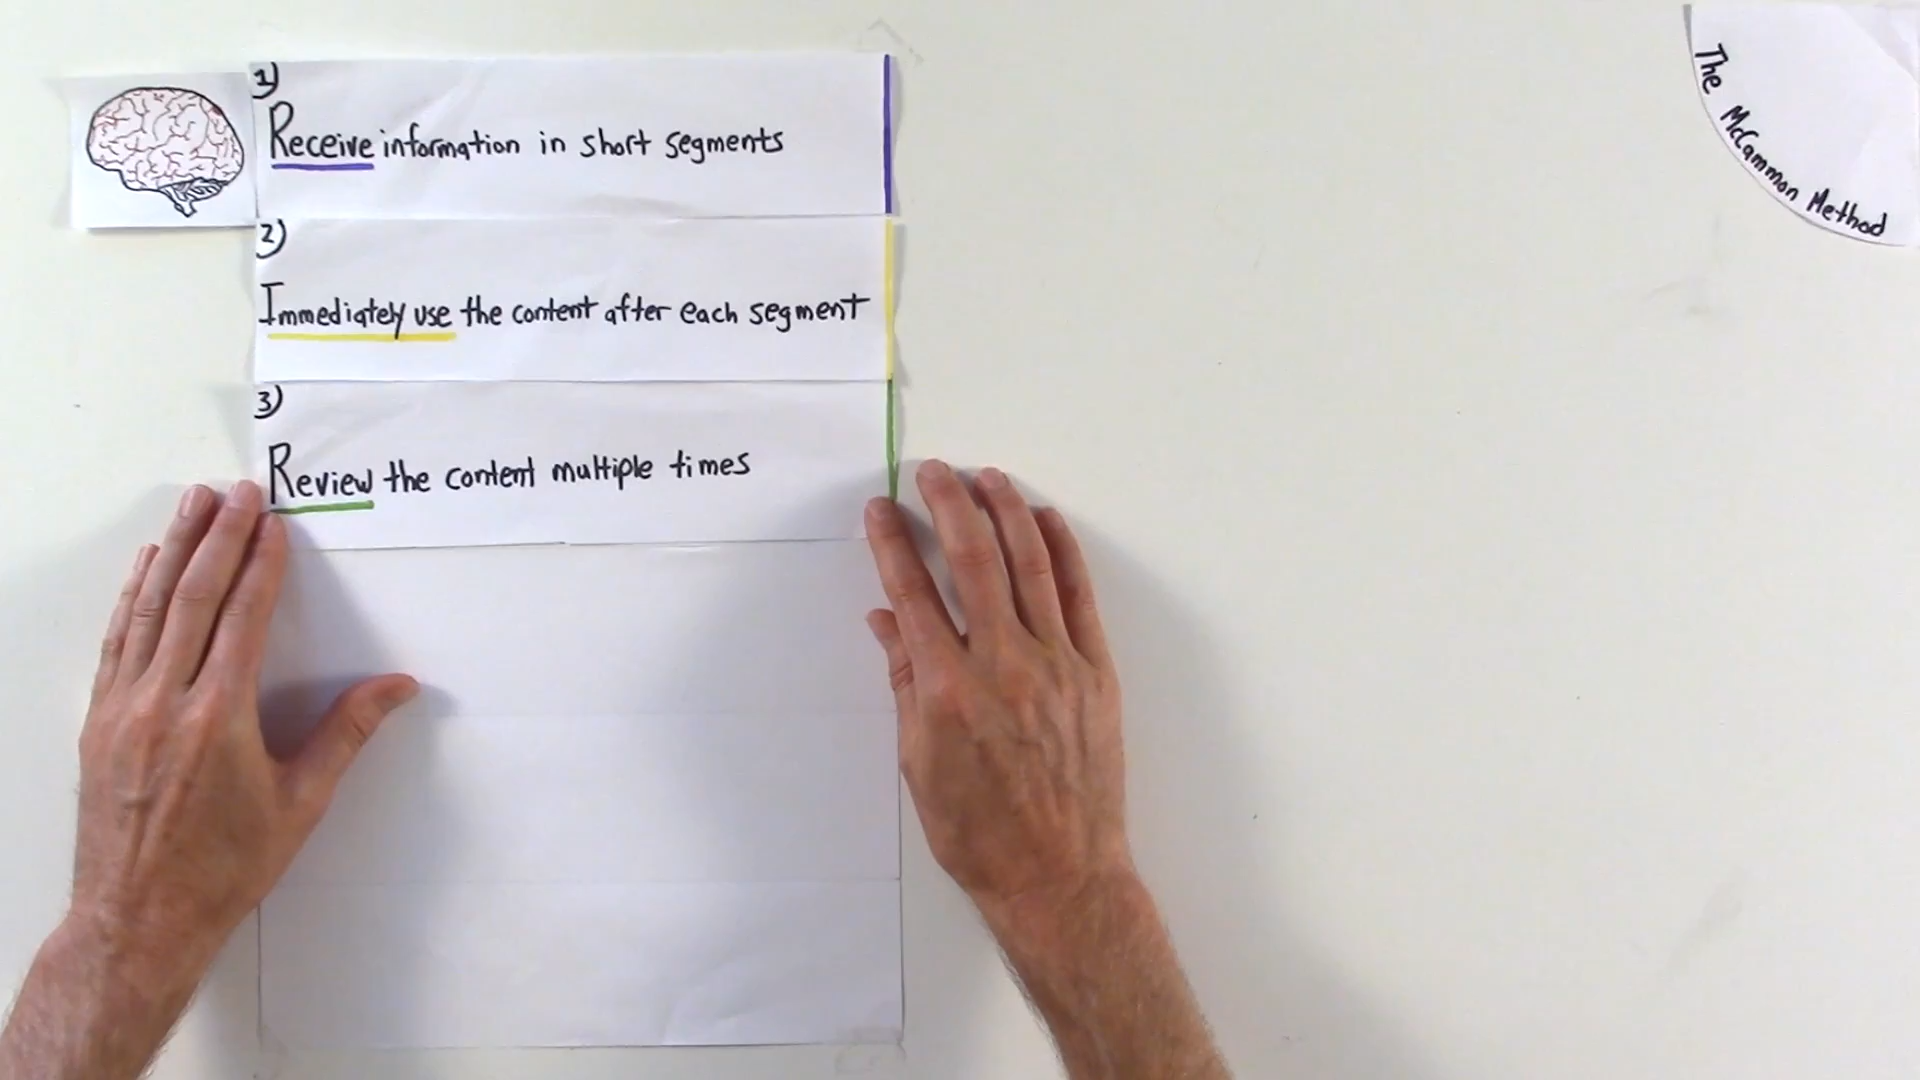 1)
Receive information in short segments
2)
Immediately use the content after each segment
3)
Review the content multiple times
The McCammon Method